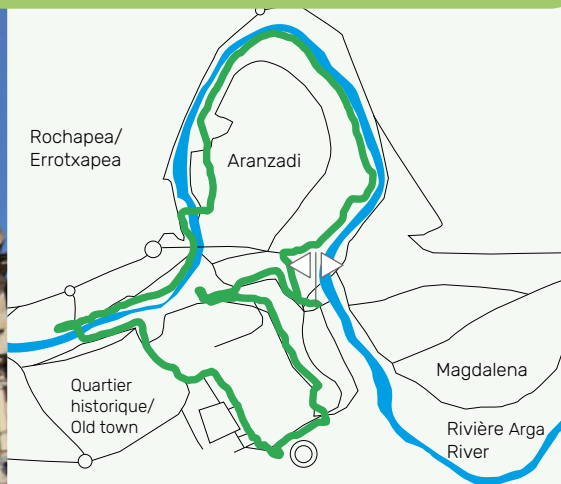 Rochapea/
Errotxapea
Aranzadi
Quartier
historique/
Old town
Magdalena
Rivière Arga
River